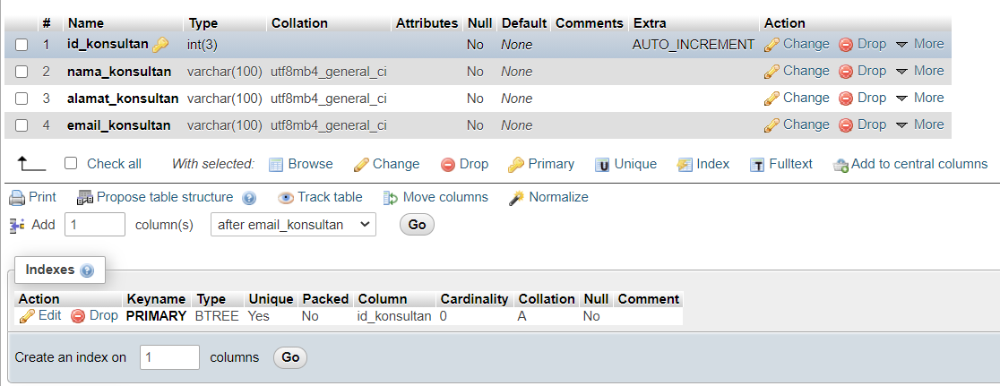 # Name Type Collation Attributes Null Default Comments Extra Action
1 id_konsultan int(3) No None AUTO_INCREMENT Change Drop More
2 nama_konsultan varchar(100) utf8mb4_general_ci No None Change Drop More
3 alamat_konsultan varchar(100) utf8mb4_general_ci No None Change Drop More
4 email_konsultan varchar(100) utf8mb4_general_ci No None Change Drop More
Check all With selected: Browse Change Drop Primary Unique Index Fulltext Add to central columns
Print Propose table structure Track table Move columns Normalize
Add 1 column(s) after email_konsultan Go
Indexes
Action Keyname Type Unique Packed Column Cardinality Collation Null Comment
Edit Drop PRIMARY BTREE Yes No id_konsultan 0 A No
Create an index on 1 columns Go